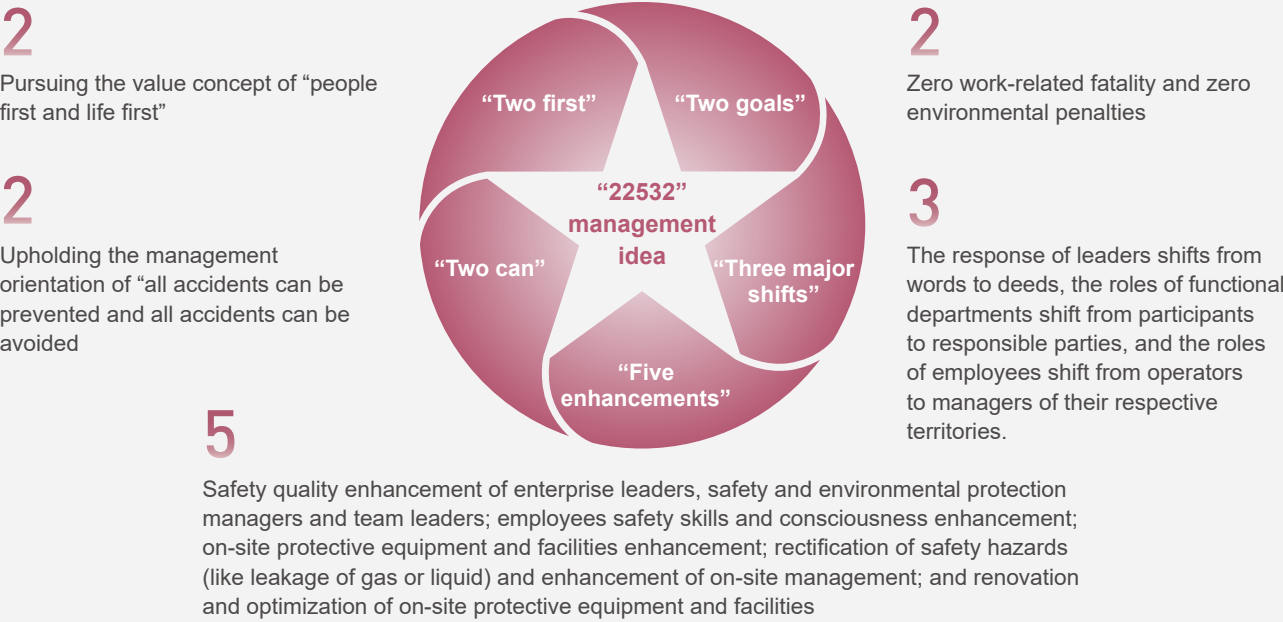 2
Pursuing the value concept of “people
first and life first”
2
Upholding the management
orientation of “all accidents can be
prevented and all accidents can be
avoided
“Two first”
“Two goals”
“22532”
management
idea
“Two can”
“Three major
shifts”
“Five
enhancements”
2
Zero work-related fatality and zero
environmental penalties
3
The response of leaders shifts from
words to deeds, the roles of functional
departments shift from participants
to responsible parties, and the roles
of employees shift from operators
to managers of their respective
territories.
5
Safety quality enhancement of enterprise leaders, safety and environmental protection
managers and team leaders; employees safety skills and consciousness enhancement;
on-site protective equipment and facilities enhancement; rectification of safety hazards
(like leakage of gas or liquid) and enhancement of on-site management; and renovation
and optimization of on-site protective equipment and facilities